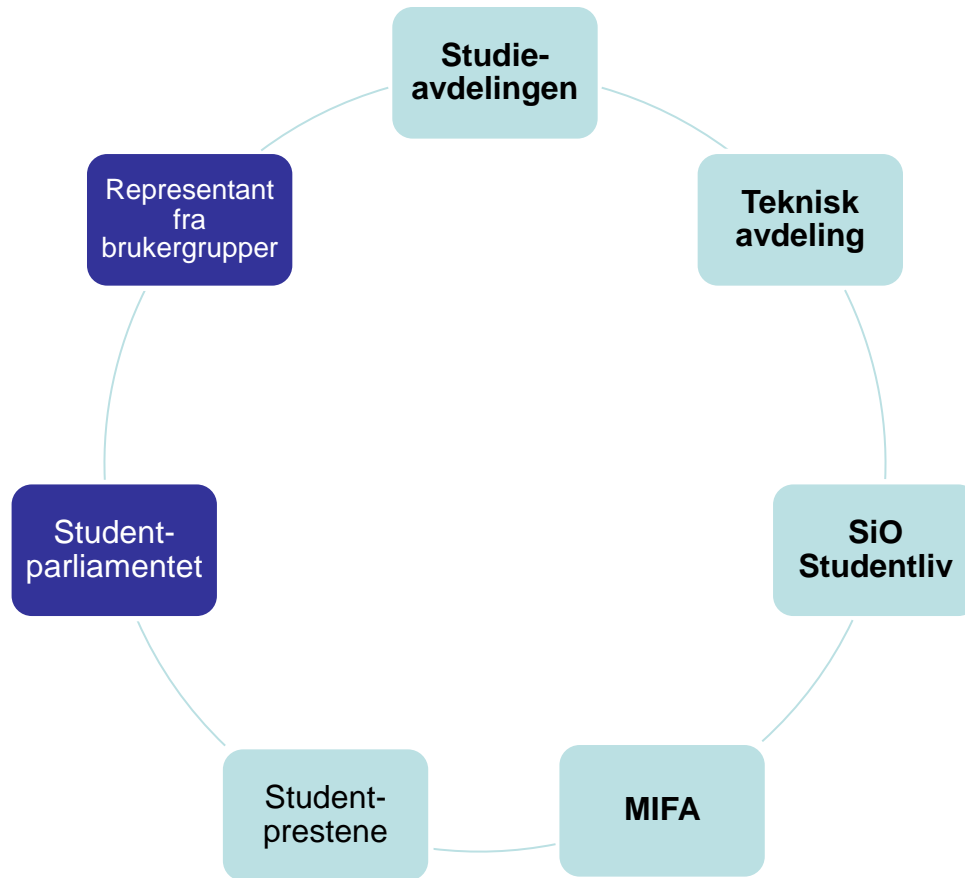 Studie-
avdelingen
Teknisk
avdeling
SiO
Studentliv
MIFA
Student-
prestene
Student-
parliamentet
Representant
fra
brukergrupper